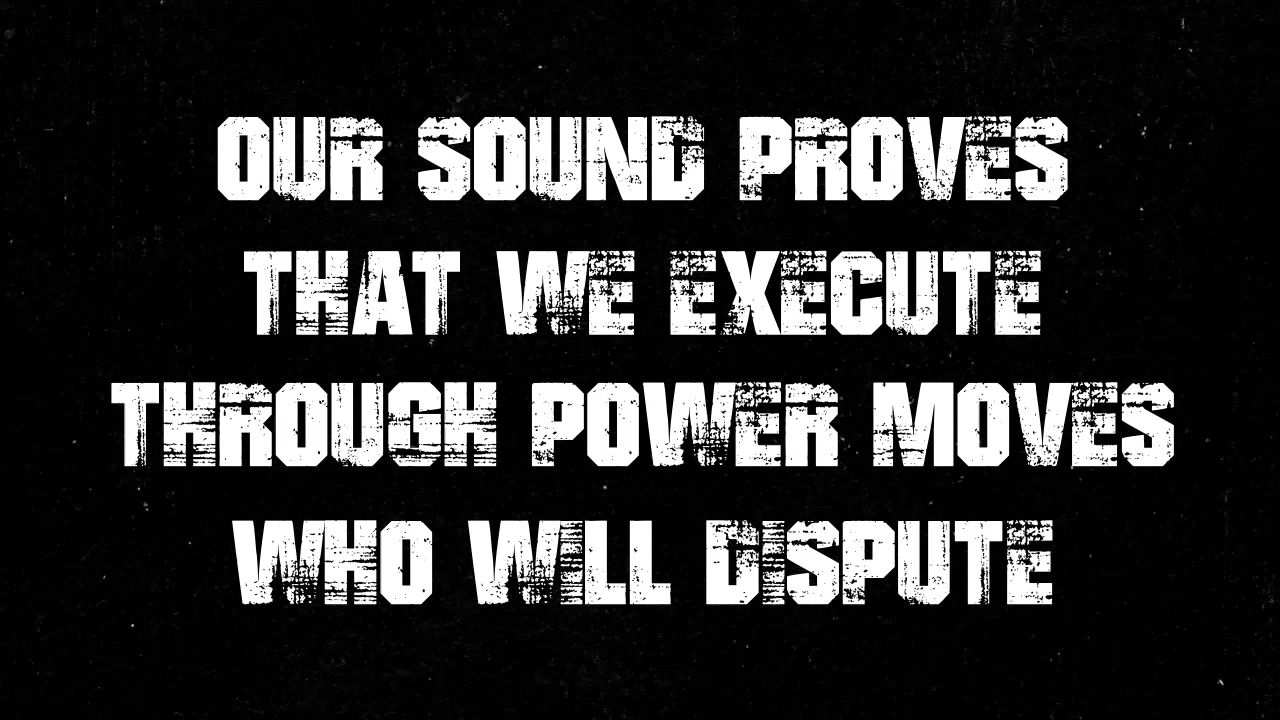 OUR SOUND PROVES
THAT WE EXECUTE
THROUGH POWER MOVES
WHO WILL DISPUTE